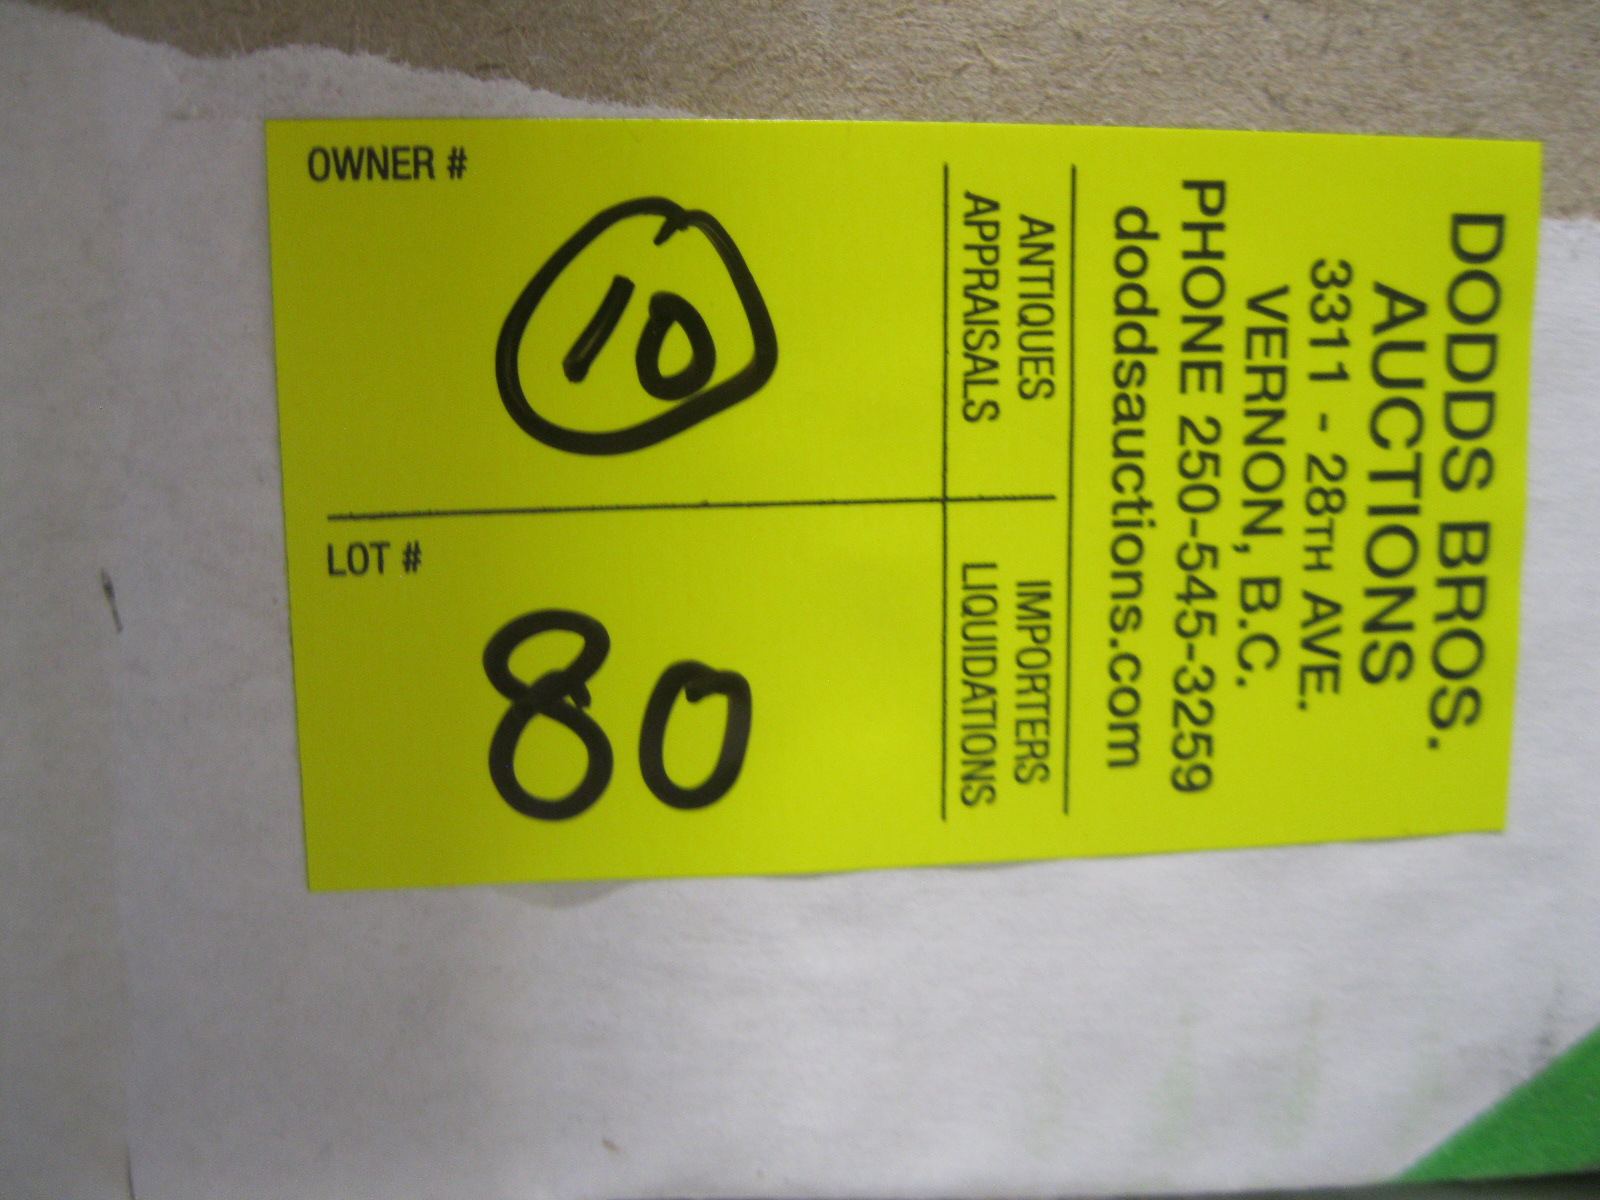 DODDS BROS.
AUCTIONS
3311 - 28TH AVE.
VERNON, B.C.
PHONE 250-545-3259
doddsauctions.com
ANTIQUES IMPORTERS
APPRAISALS LIQUIDATIONS
OWNER #
10
LOT #
80